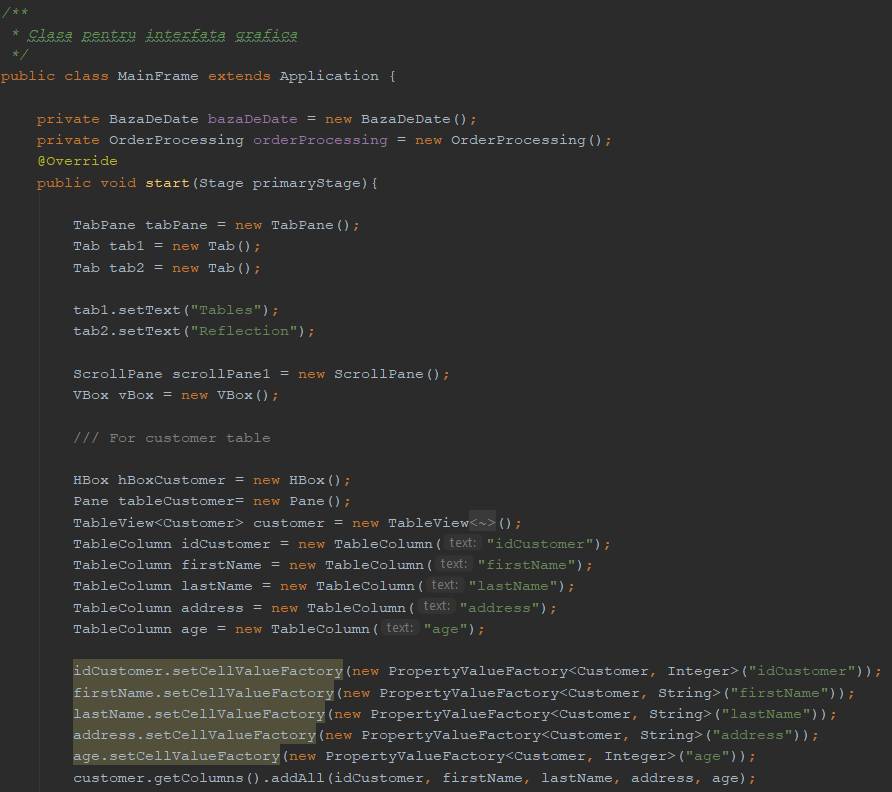 /**
 * Clasa pentru interfata grafica
 */
public class MainFrame extends Application {
    private BazaDeDate bazaDeDate = new BazaDeDate();
    private OrderProcessing orderProcessing = new OrderProcessing();
    @Override
    public void start(Stage primaryStage){
        TabPane tabPane = new TabPane();
        Tab tab1 = new Tab();
        Tab tab2 = new Tab();
        tab1.setText("Tables");
        tab2.setText("Reflection");
        ScrollPane scrollPane1 = new ScrollPane();
        VBox vBox = new VBox();
        /// For customer table
        HBox hBoxCustomer = new HBox();
        Pane tableCustomer= new Pane();
        TableView<Customer> customer = new TableView<~>();
        TableColumn idCustomer = new TableColumn( text: "idCustomer");
        TableColumn firstName = new TableColumn( text: "firstName");
        TableColumn lastName = new TableColumn( text: "lastName");
        TableColumn address = new TableColumn( text: "address");
        TableColumn age = new TableColumn( text: "age");
        idCustomer.setCellValueFactory(new PropertyValueFactory<Customer, Integer>("idCustomer"));
        firstName.setCellValueFactory(new PropertyValueFactory<Customer, String>("firstName"));
        lastName.setCellValueFactory(new PropertyValueFactory<Customer, String>("lastName"));
        address.setCellValueFactory(new PropertyValueFactory<Customer, String>("address"));
        age.setCellValueFactory(new PropertyValueFactory<Customer, Integer>("age"));
        customer.getColumns().addAll(idCustomer, firstName, lastName, address, age);